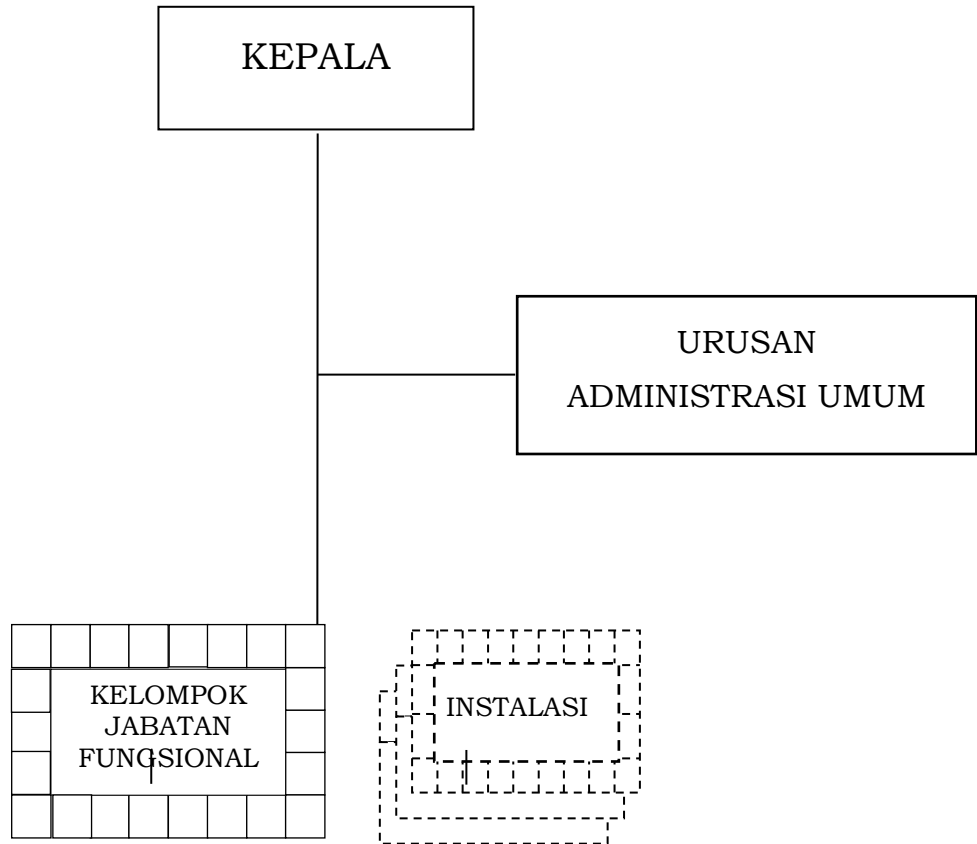 KEPALA
URUSAN
ADMINISTRASI UMUM
KELOMPOK
JABATAN
FUNGSIONAL
INSTALASI